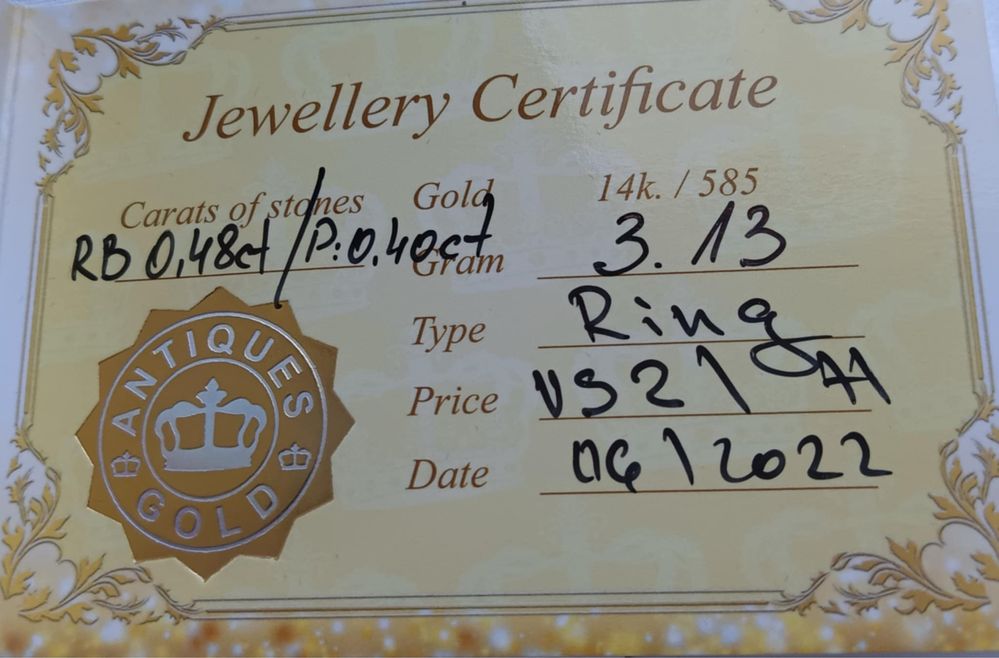 Jewellery Certificate
Carats of stones
RB 0,48ct / P: 0.40ct
Gold 14k. / 585
Gram 3.13
Type Ring
Price VS2 \
Date 06 \ 2022
ANTIQUES
GOLD